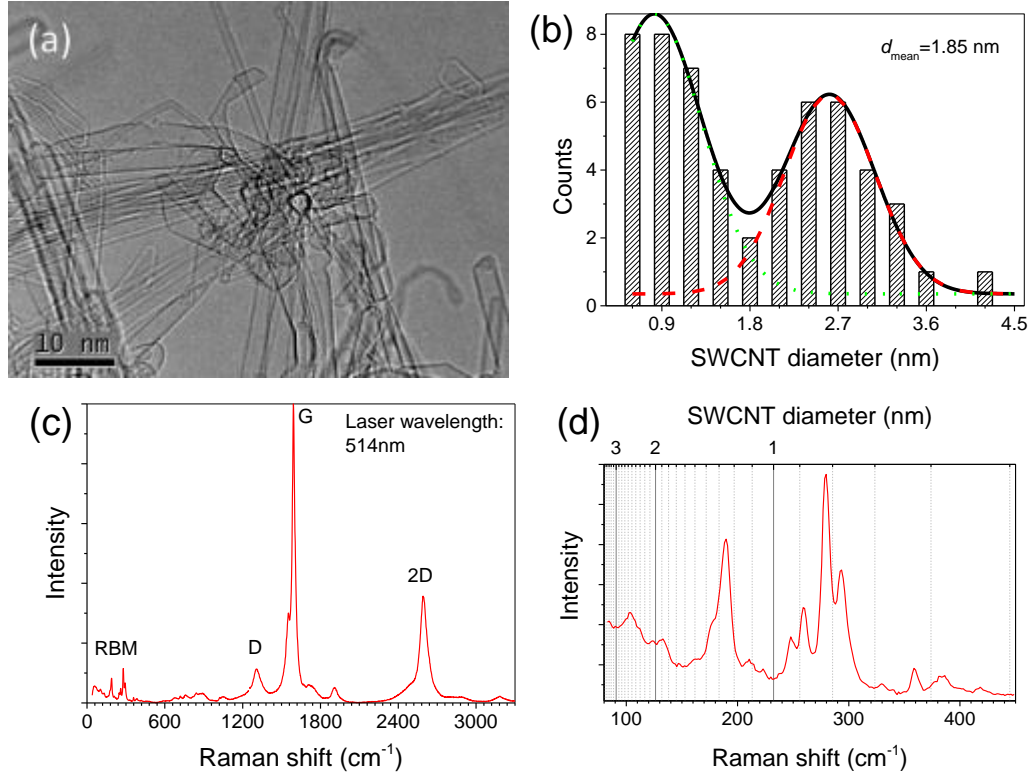 (a)
10 nm
(b)
d_mean=1.85 nm
8
6
4
2
0
Counts
0.9 1.8 2.7 3.6 4.5
SWCNT diameter (nm)
(c)
Laser wavelength:
514nm
G
2D
D
RBM
Intensity
0 600 1200 1800 2400 3000
Raman shift (cm⁻¹)
(d)
SWCNT diameter (nm)
3 2 1
Intensity
100 200 300 400
Raman shift (cm⁻¹)